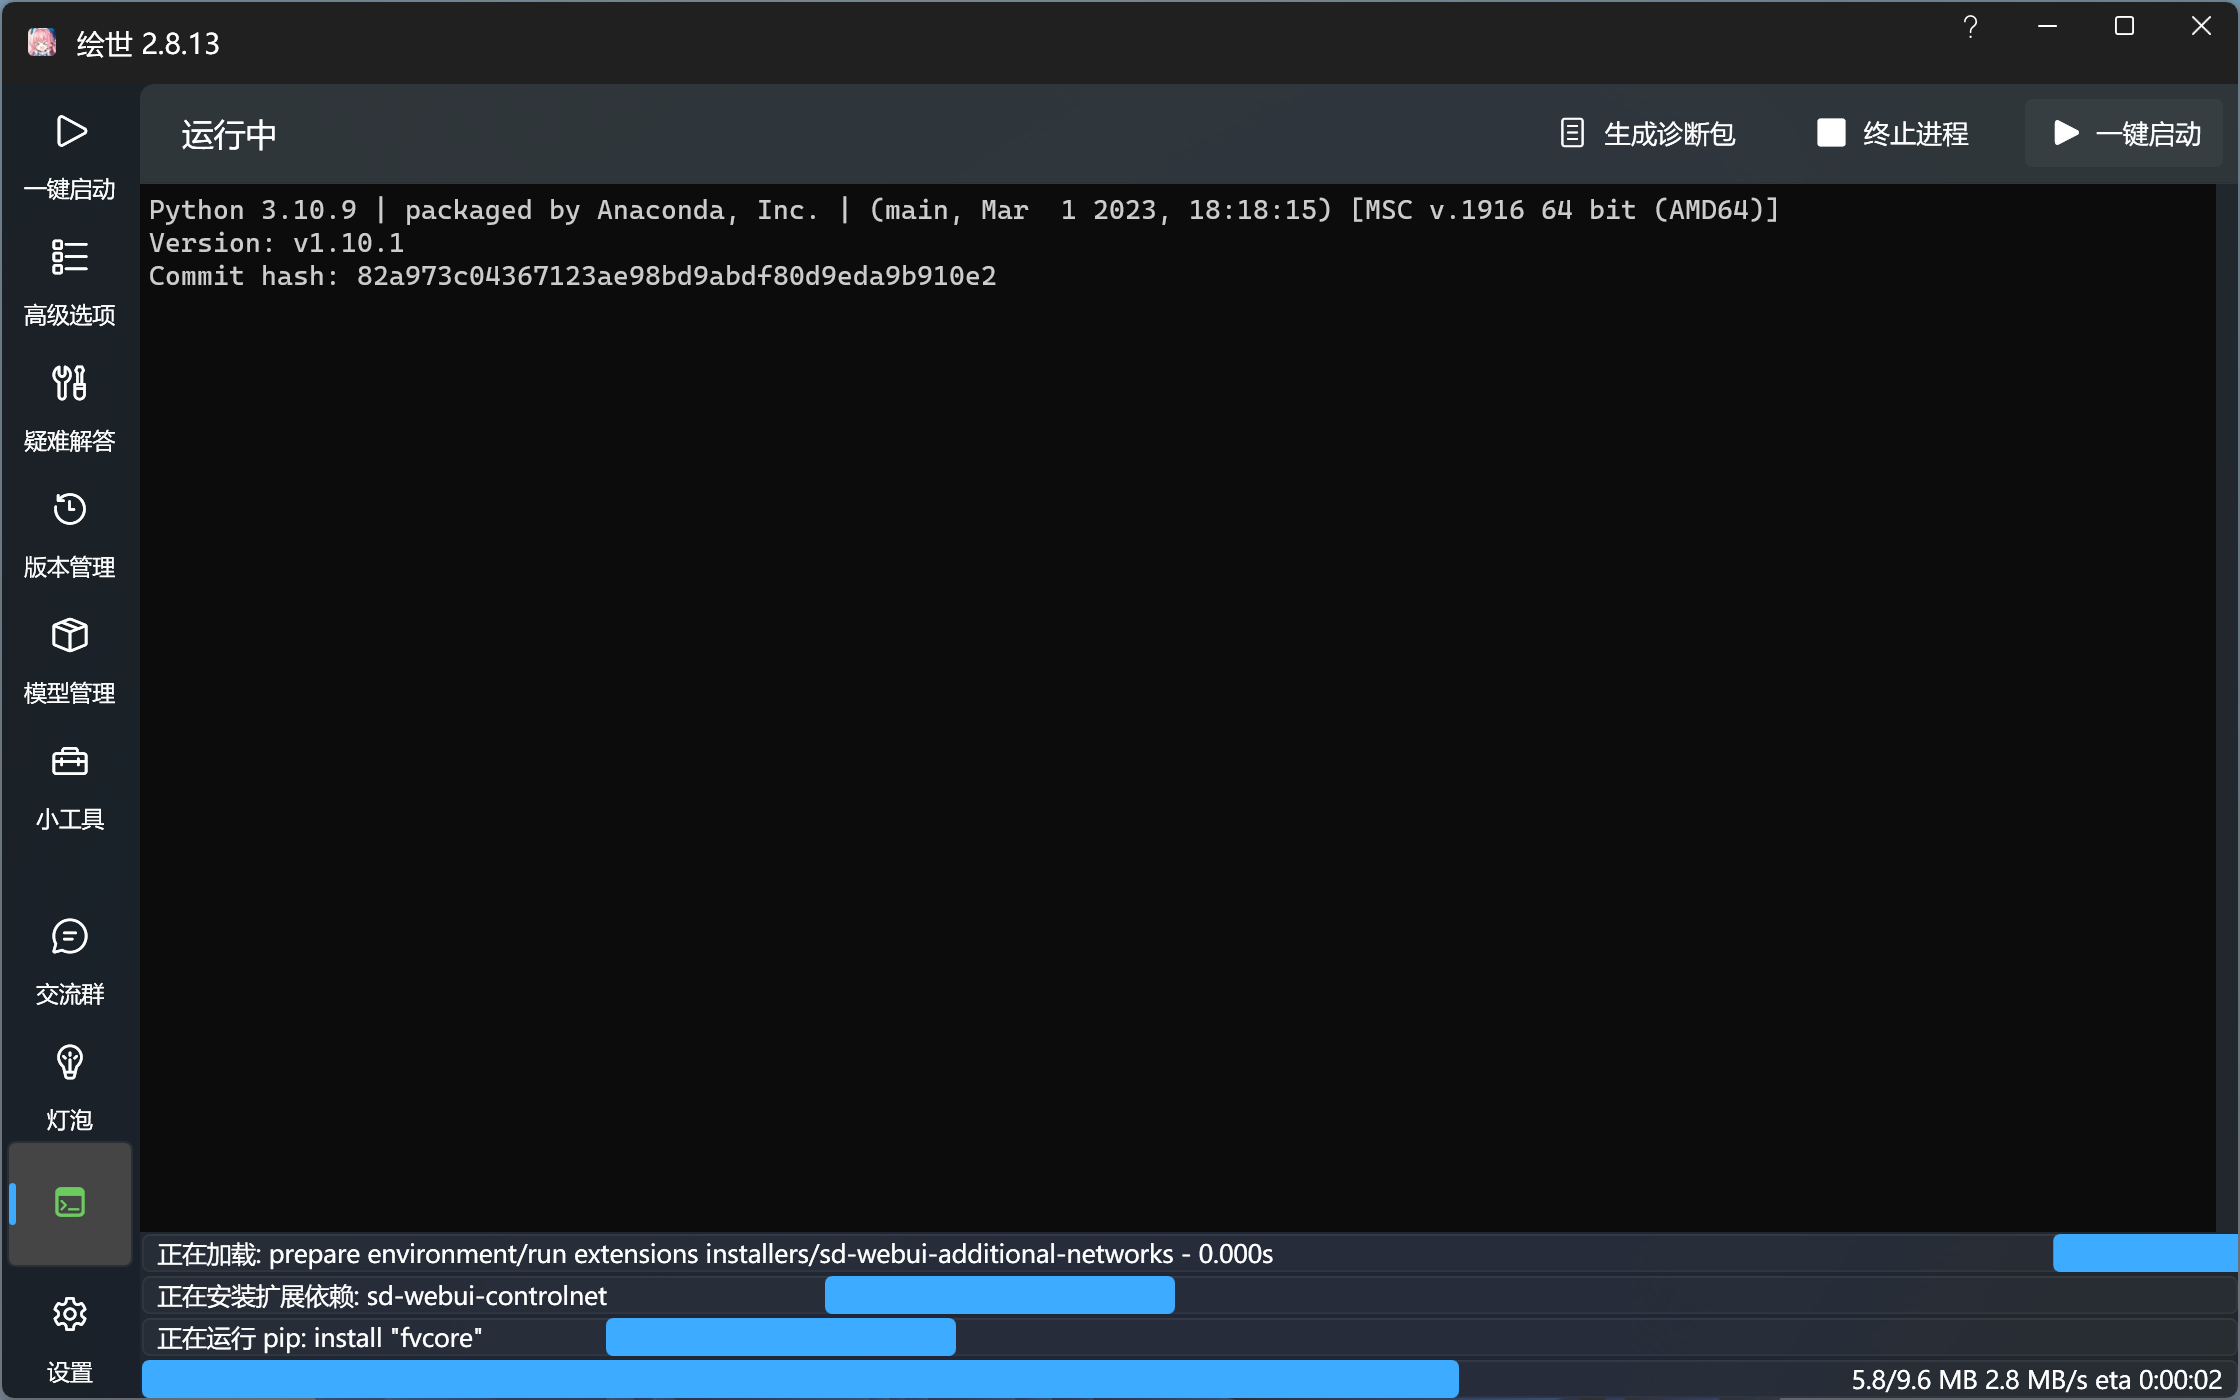 绘世 2.8.13
运行中
生成诊断包
终止进程
一键启动
一键启动
高级选项
疑难解答
版本管理
模型管理
小工具
交流群
灯泡
设置
Python 3.10.9 | packaged by Anaconda, Inc. | (main, Mar  1 2023, 18:18:15) [MSC v.1916 64 bit (AMD64)]
Version: v1.10.1
Commit hash: 82a973c04367123ae98bd9abdf80d9eda9b910e2
正在加载: prepare environment/run extensions installers/sd-webui-additional-networks - 0.000s
正在安装扩展依赖: sd-webui-controlnet
正在运行 pip: install "fvcore"
5.8/9.6 MB 2.8 MB/s eta 0:00:02